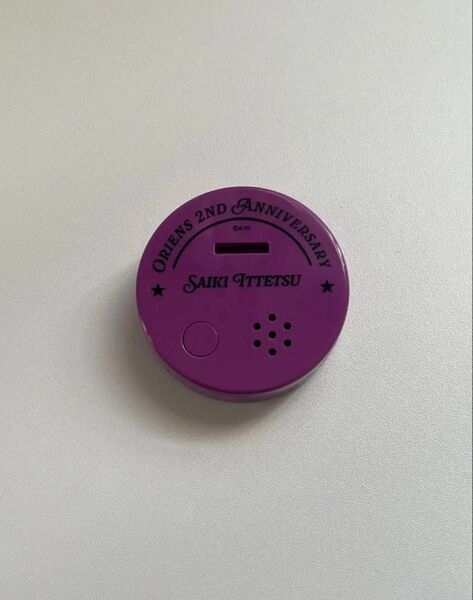 ORIENS 2ND ANNIVERSARY
SAIKI ITTETSU